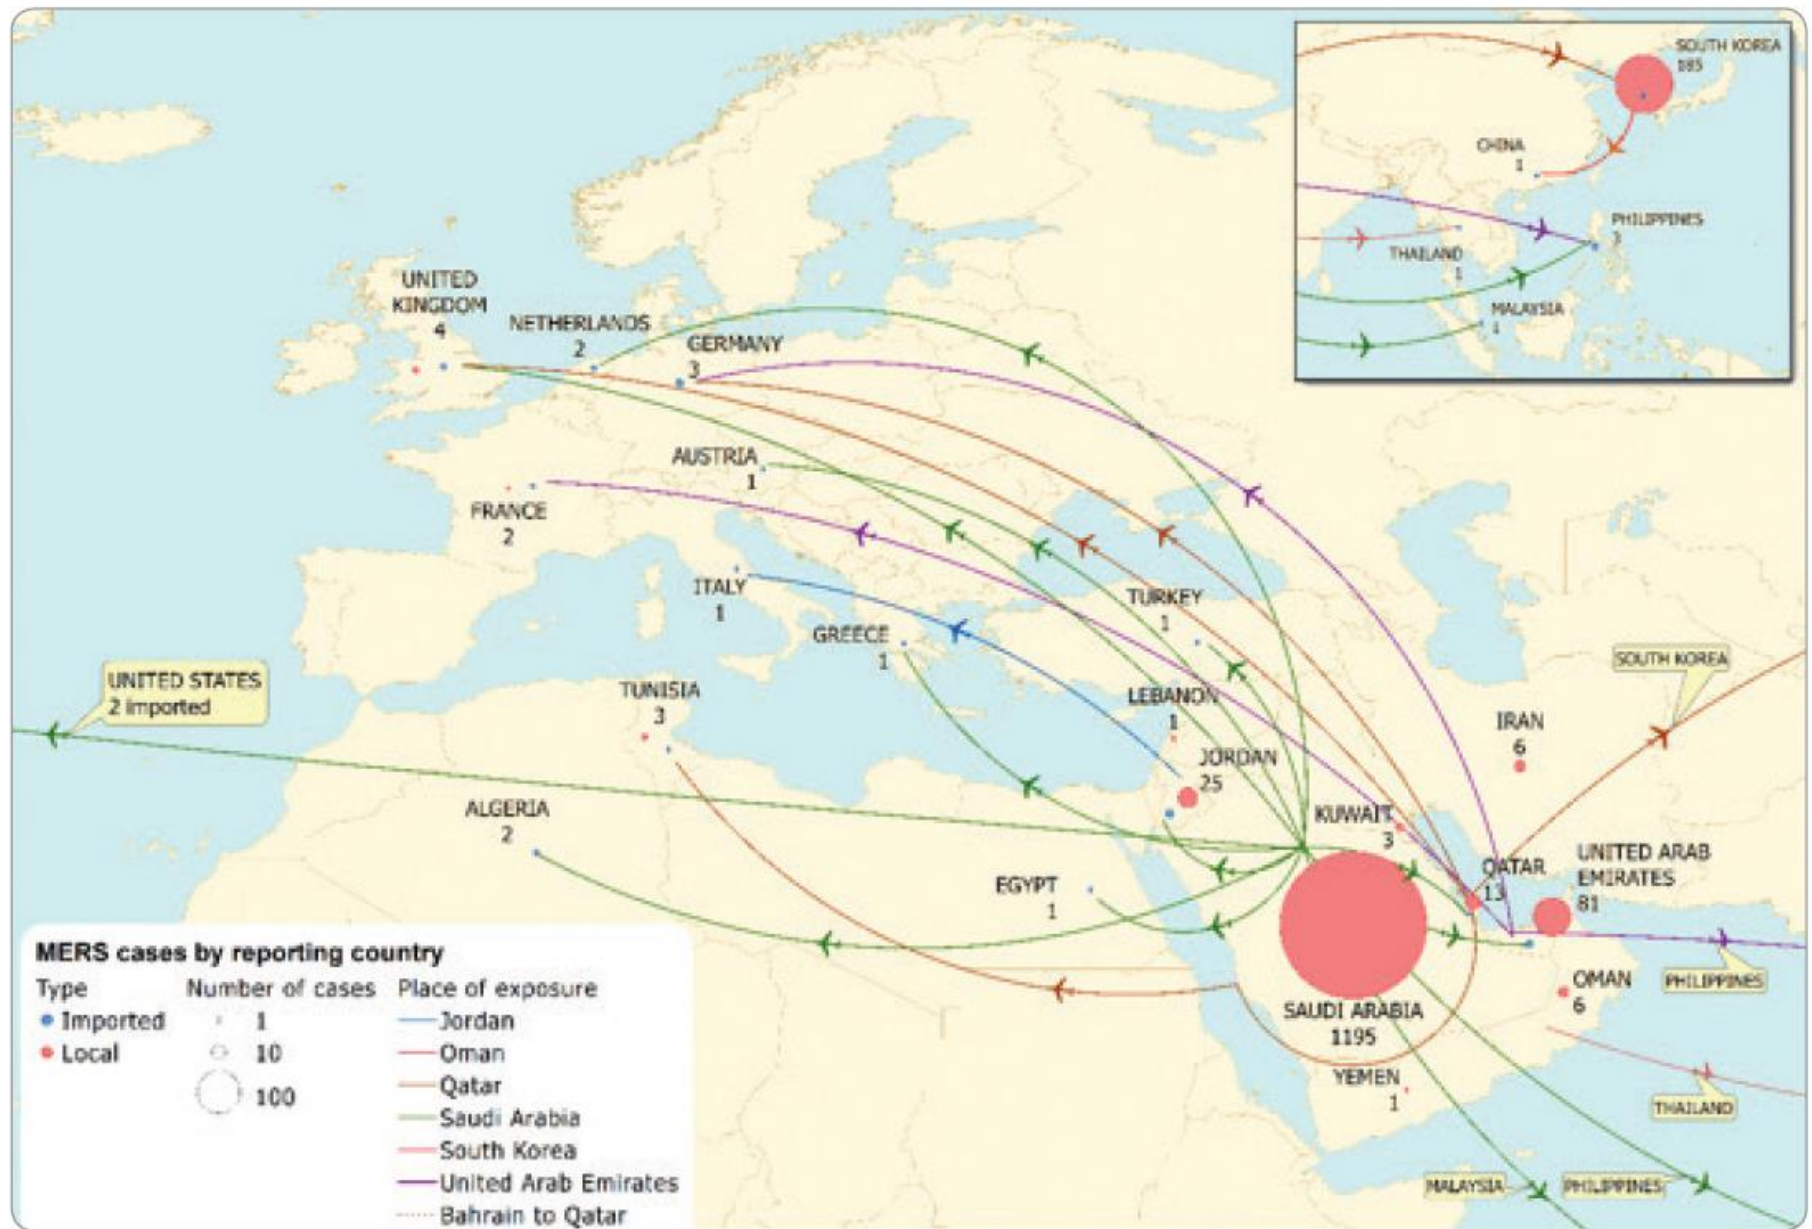 SOUTH KOREA
185
CHINA
1
PHILIPPINES
3
THAILAND
1
MALAYSIA
1
UNITED
KINGDOM
4
NETHERLANDS
2
GERMANY
3
AUSTRIA
1
FRANCE
2
ITALY
1
TURKEY
1
GREECE
1
UNITED STATES
2 imported
TUNISIA
3
LEBANON
1
SOUTH KOREA
IRAN
6
JORDAN
25
ALGERIA
2
KUWAIT
3
QATAR
13
UNITED ARAB
EMIRATES
81
EGYPT
1
PHILIPPINES
OMAN
6
SAUDI ARABIA
1195
YEMEN
1
THAILAND
MALAYSIA
PHILIPPINES
MERS cases by reporting country
Type
Imported
Local
Number of cases
1
10
100
Place of exposure
Jordan
Oman
Qatar
Saudi Arabia
South Korea
United Arab Emirates
Bahrain to Qatar